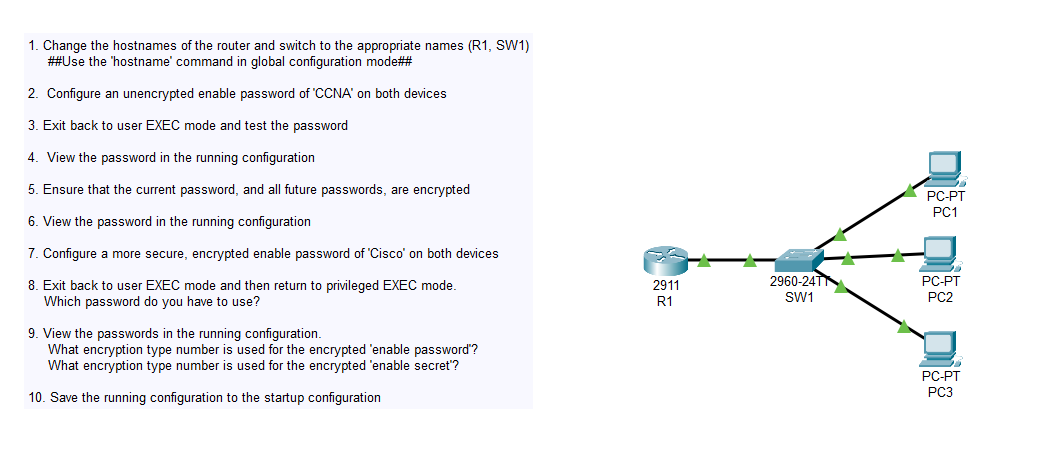 1. Change the hostnames of the router and switch to the appropriate names (R1, SW1)
##Use the 'hostname' command in global configuration mode##
2. Configure an unencrypted enable password of 'CCNA' on both devices
3. Exit back to user EXEC mode and test the password
4. View the password in the running configuration
5. Ensure that the current password, and all future passwords, are encrypted
6. View the password in the running configuration
7. Configure a more secure, encrypted enable password of 'Cisco' on both devices
8. Exit back to user EXEC mode and then return to privileged EXEC mode.
Which password do you have to use?
9. View the passwords in the running configuration.
What encryption type number is used for the encrypted 'enable password'?
What encryption type number is used for the encrypted 'enable secret'?
10. Save the running configuration to the startup configuration
2911
R1
2960-24TT
SW1
PC-PT
PC1
PC-PT
PC2
PC-PT
PC3